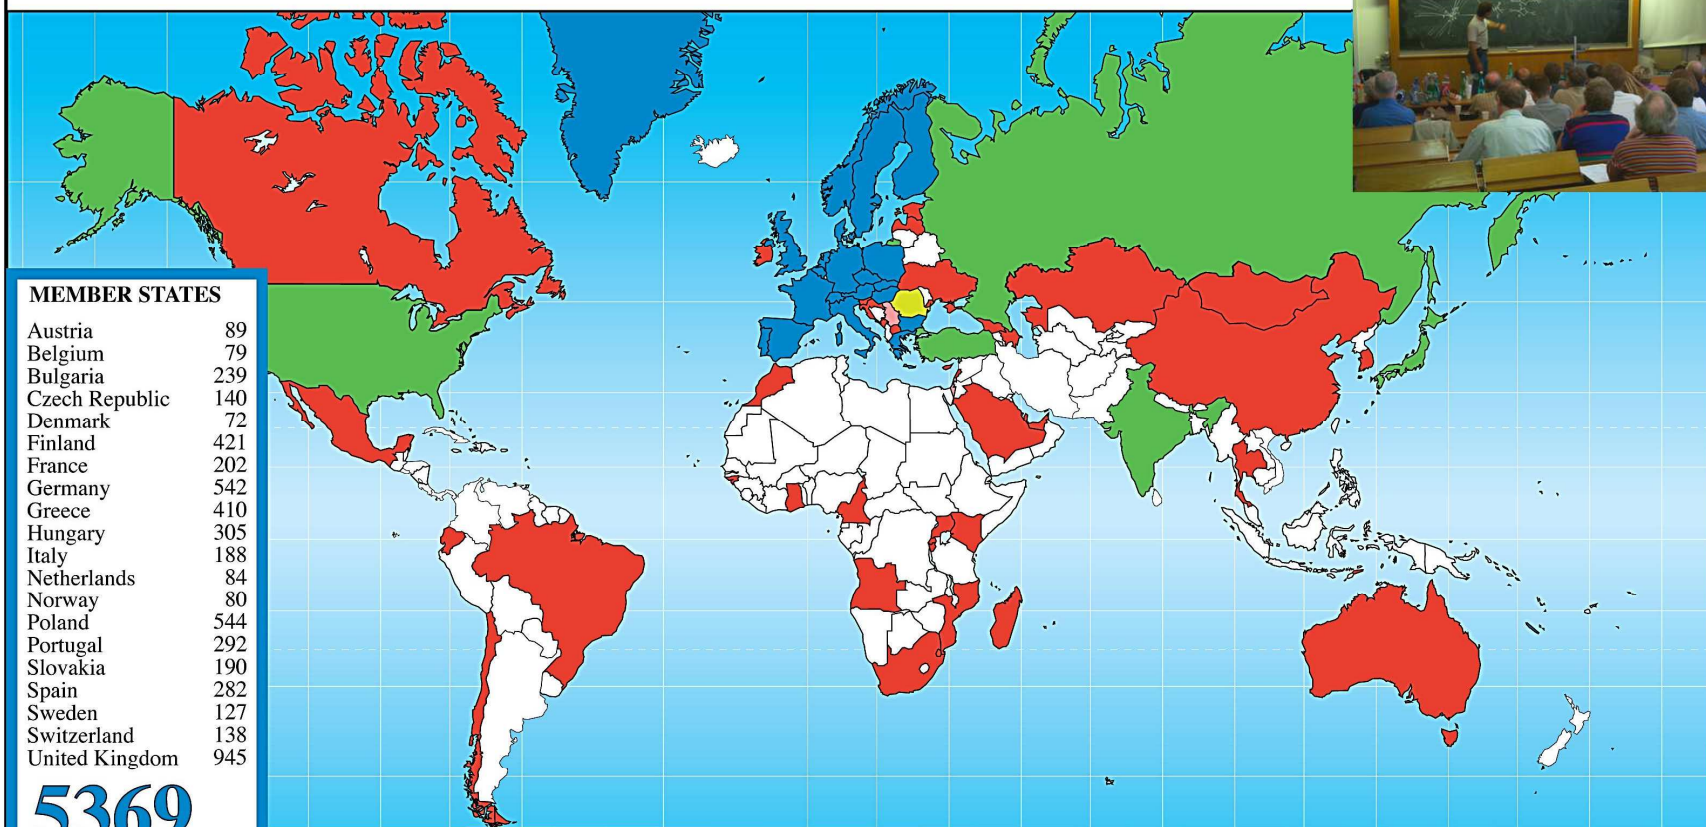 MEMBER STATES
Austria 89
Belgium 79
Bulgaria 239
Czech Republic 140
Denmark 72
Finland 421
France 202
Germany 542
Greece 410
Hungary 305
Italy 188
Netherlands 84
Norway 80
Poland 544
Portugal 292
Slovakia 190
Spain 282
Sweden 127
Switzerland 138
United Kingdom 945
5369